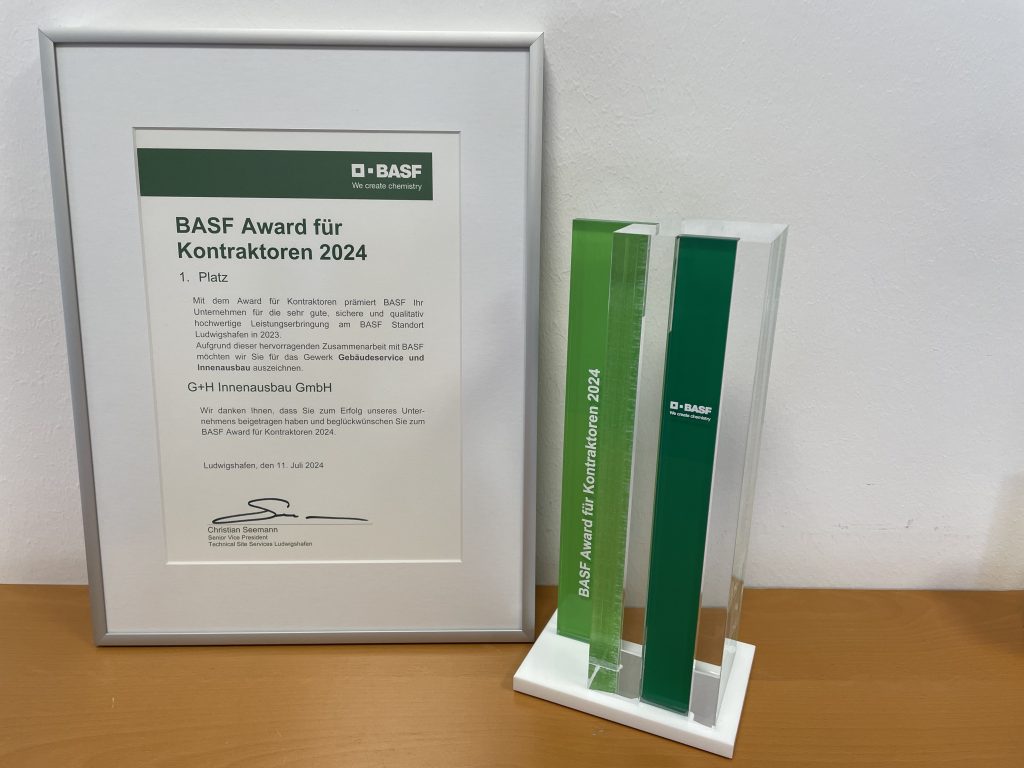 BASF
We create chemistry
BASF Award für
Kontraktoren 2024
1. Platz
Mit dem Award für Kontraktoren prämiert BASF Ihr
Unternehmen für die sehr gute, sichere und qualitativ
hochwertige Leistungserbringung am BASF Standort
Ludwigshafen in 2023.
Aufgrund dieser hervorragenden Zusammenarbeit mit BASF
möchten wir Sie für das Gewerk Gebäudeservice und
Innenausbau auszeichnen.
G+H Innenausbau GmbH
Wir danken Ihnen, dass Sie zum Erfolg unseres Unter-
nehmens beigetragen haben und beglückwünschen Sie zum
BASF Award für Kontraktoren 2024.
Ludwigshafen, den 11. Juli 2024
Christian Seemann
Senior Vice President
Technical Site Services Ludwigshafen
BASF Award für Kontraktoren 2024
BASF
We create chemistry